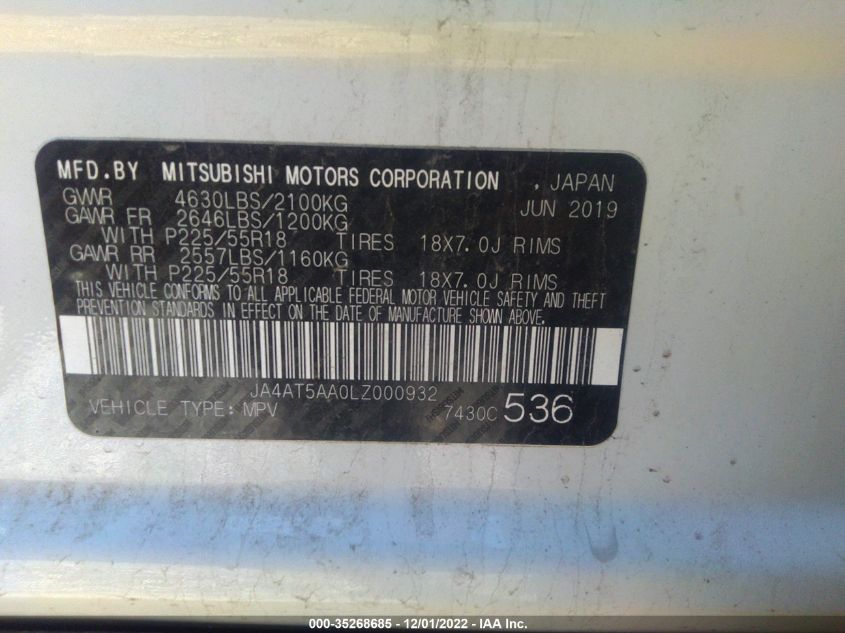 MFD.BY MITSUBISHI MOTORS CORPORATION , JAPAN
GVWR 4630LBS/2100KG JUN 2019
GAWR FR 2646LBS/1200KG
WITH P225/55R18 TIRES 18X7.0J RIMS
GAWR RR 2557LBS/1160KG
WITH P225/55R18 TIRES 18X7.0J RIMS
THIS VEHICLE CONFORMS TO ALL APPLICABLE FEDERAL MOTOR VEHICLE SAFETY AND THEFT
PREVENTION STANDARDS IN EFFECT ON THE DATE OF MANUFACTURE SHOWN ABOVE.
JA4AT5AA0LZ000932
VEHICLE TYPE:MPV 7430C 536
000-35268685 - 12/01/2022 - IAA Inc.